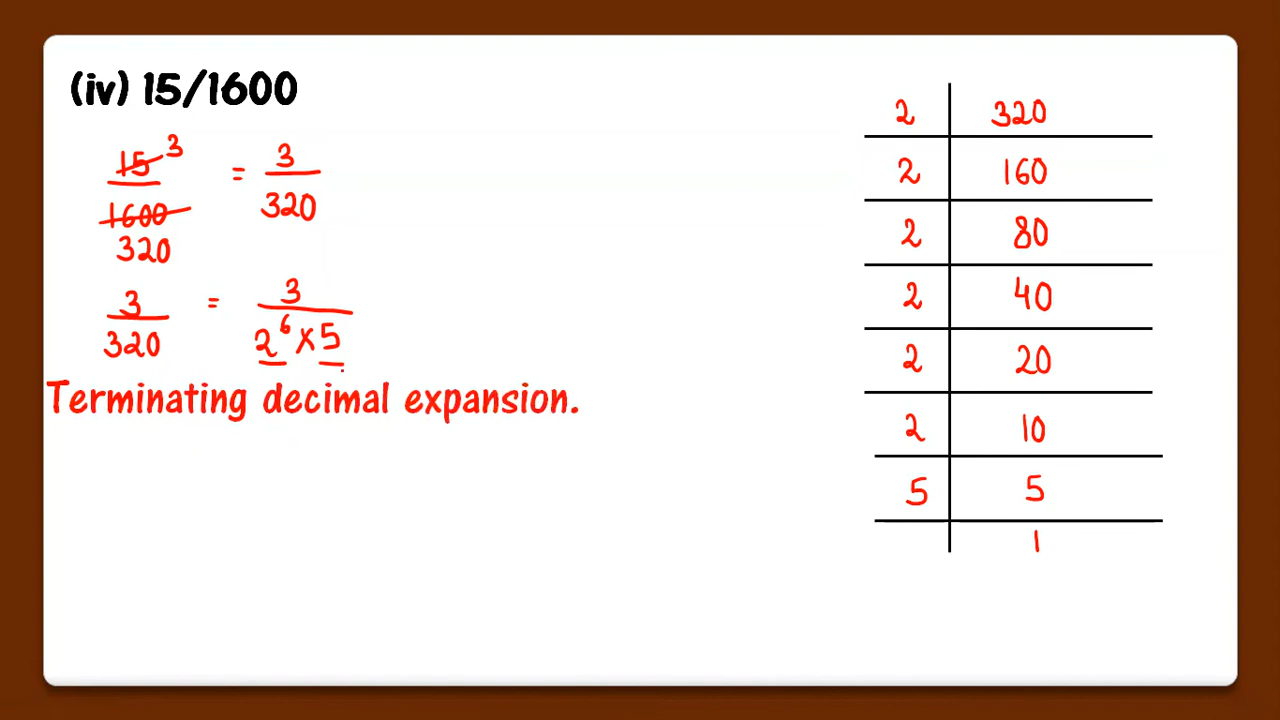 (iv) 15/1600
15 3 = 3
1600 320
320
3 = 3
320 2⁶×5
Terminating decimal expansion.
2 320
2 160
2 80
2 40
2 20
2 10
5 5
1